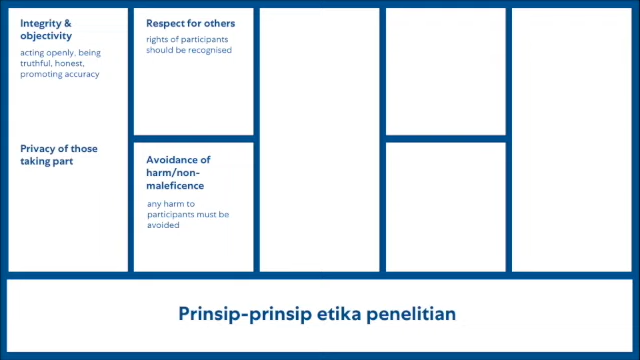 Integrity &
objectivity
acting openly, being
truthful, honest,
promoting accuracy
Privacy of those
taking part
Respect for others
rights of participants
should be recognised
Avoidance of
harm/non-
maleficence
any harm to
participants must be
avoided
Prinsip-prinsip etika penelitian